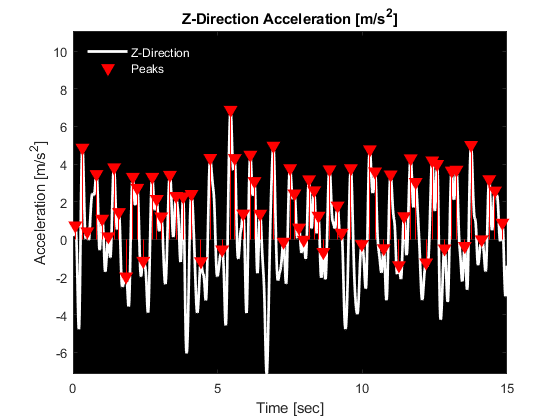 Z-Direction Acceleration [m/s²]
Z-Direction
Peaks
10
8
6
4
2
0
-2
-4
-6
Acceleration [m/s²]
0 5 10 15
Time [sec]